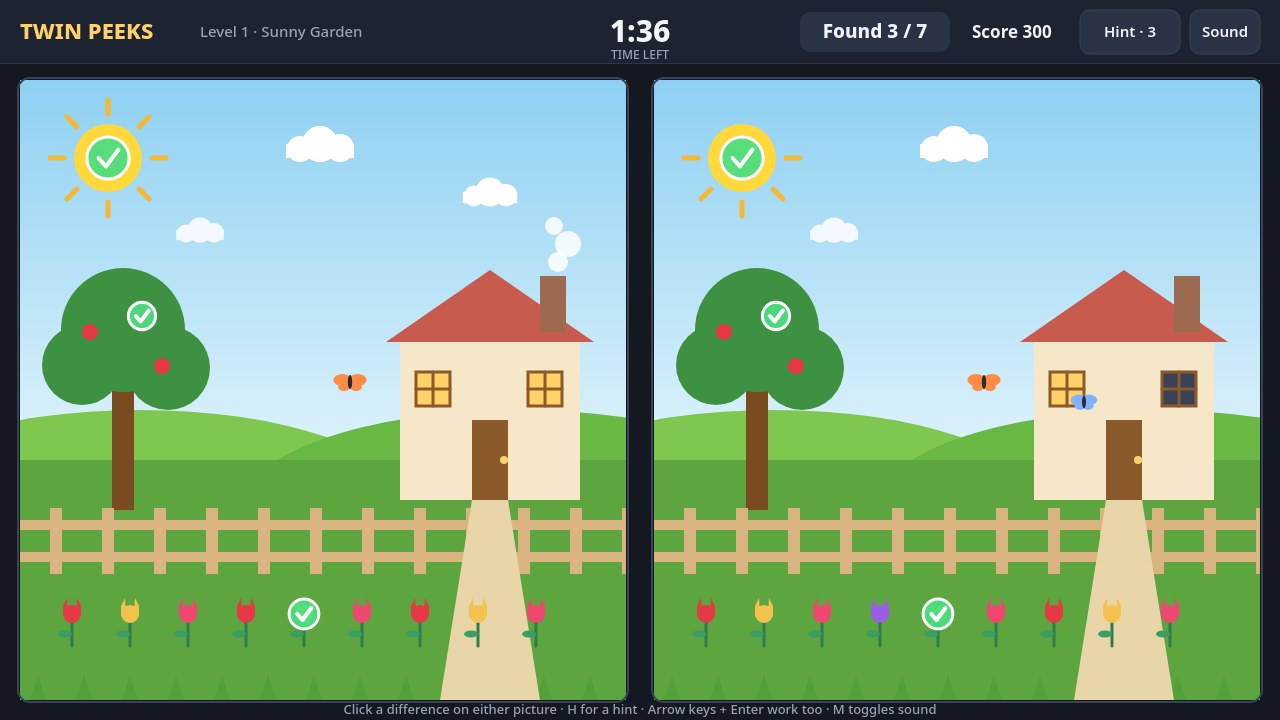 TWIN PEEKS
Level 1 · Sunny Garden
1:36
TIME LEFT
Found 3 / 7
Score 300
Hint · 3
Sound
Click a difference on either picture · H for a hint · Arrow keys + Enter work too · M toggles sound